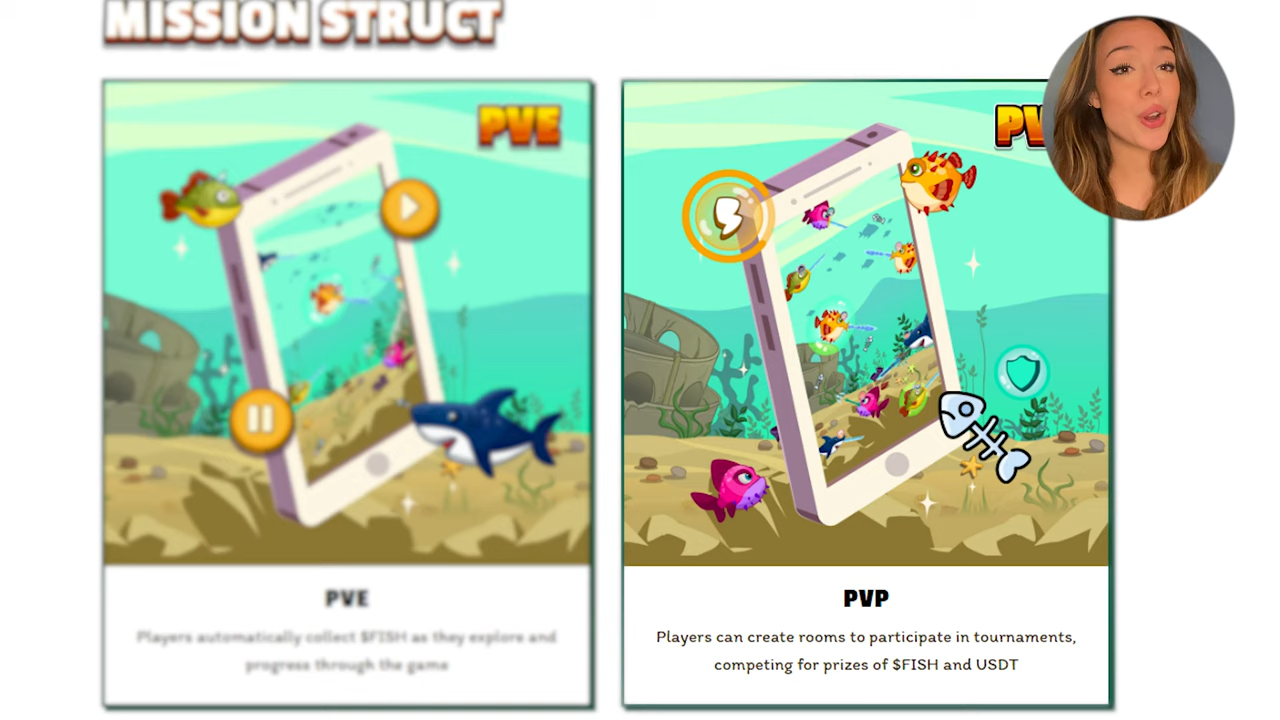 MISSION STRUCT
PVE
PV
PVE
Players automatically collect $FISH as they explore and
progress through the game
PVP
Players can create rooms to participate in tournaments,
competing for prizes of $FISH and USDT